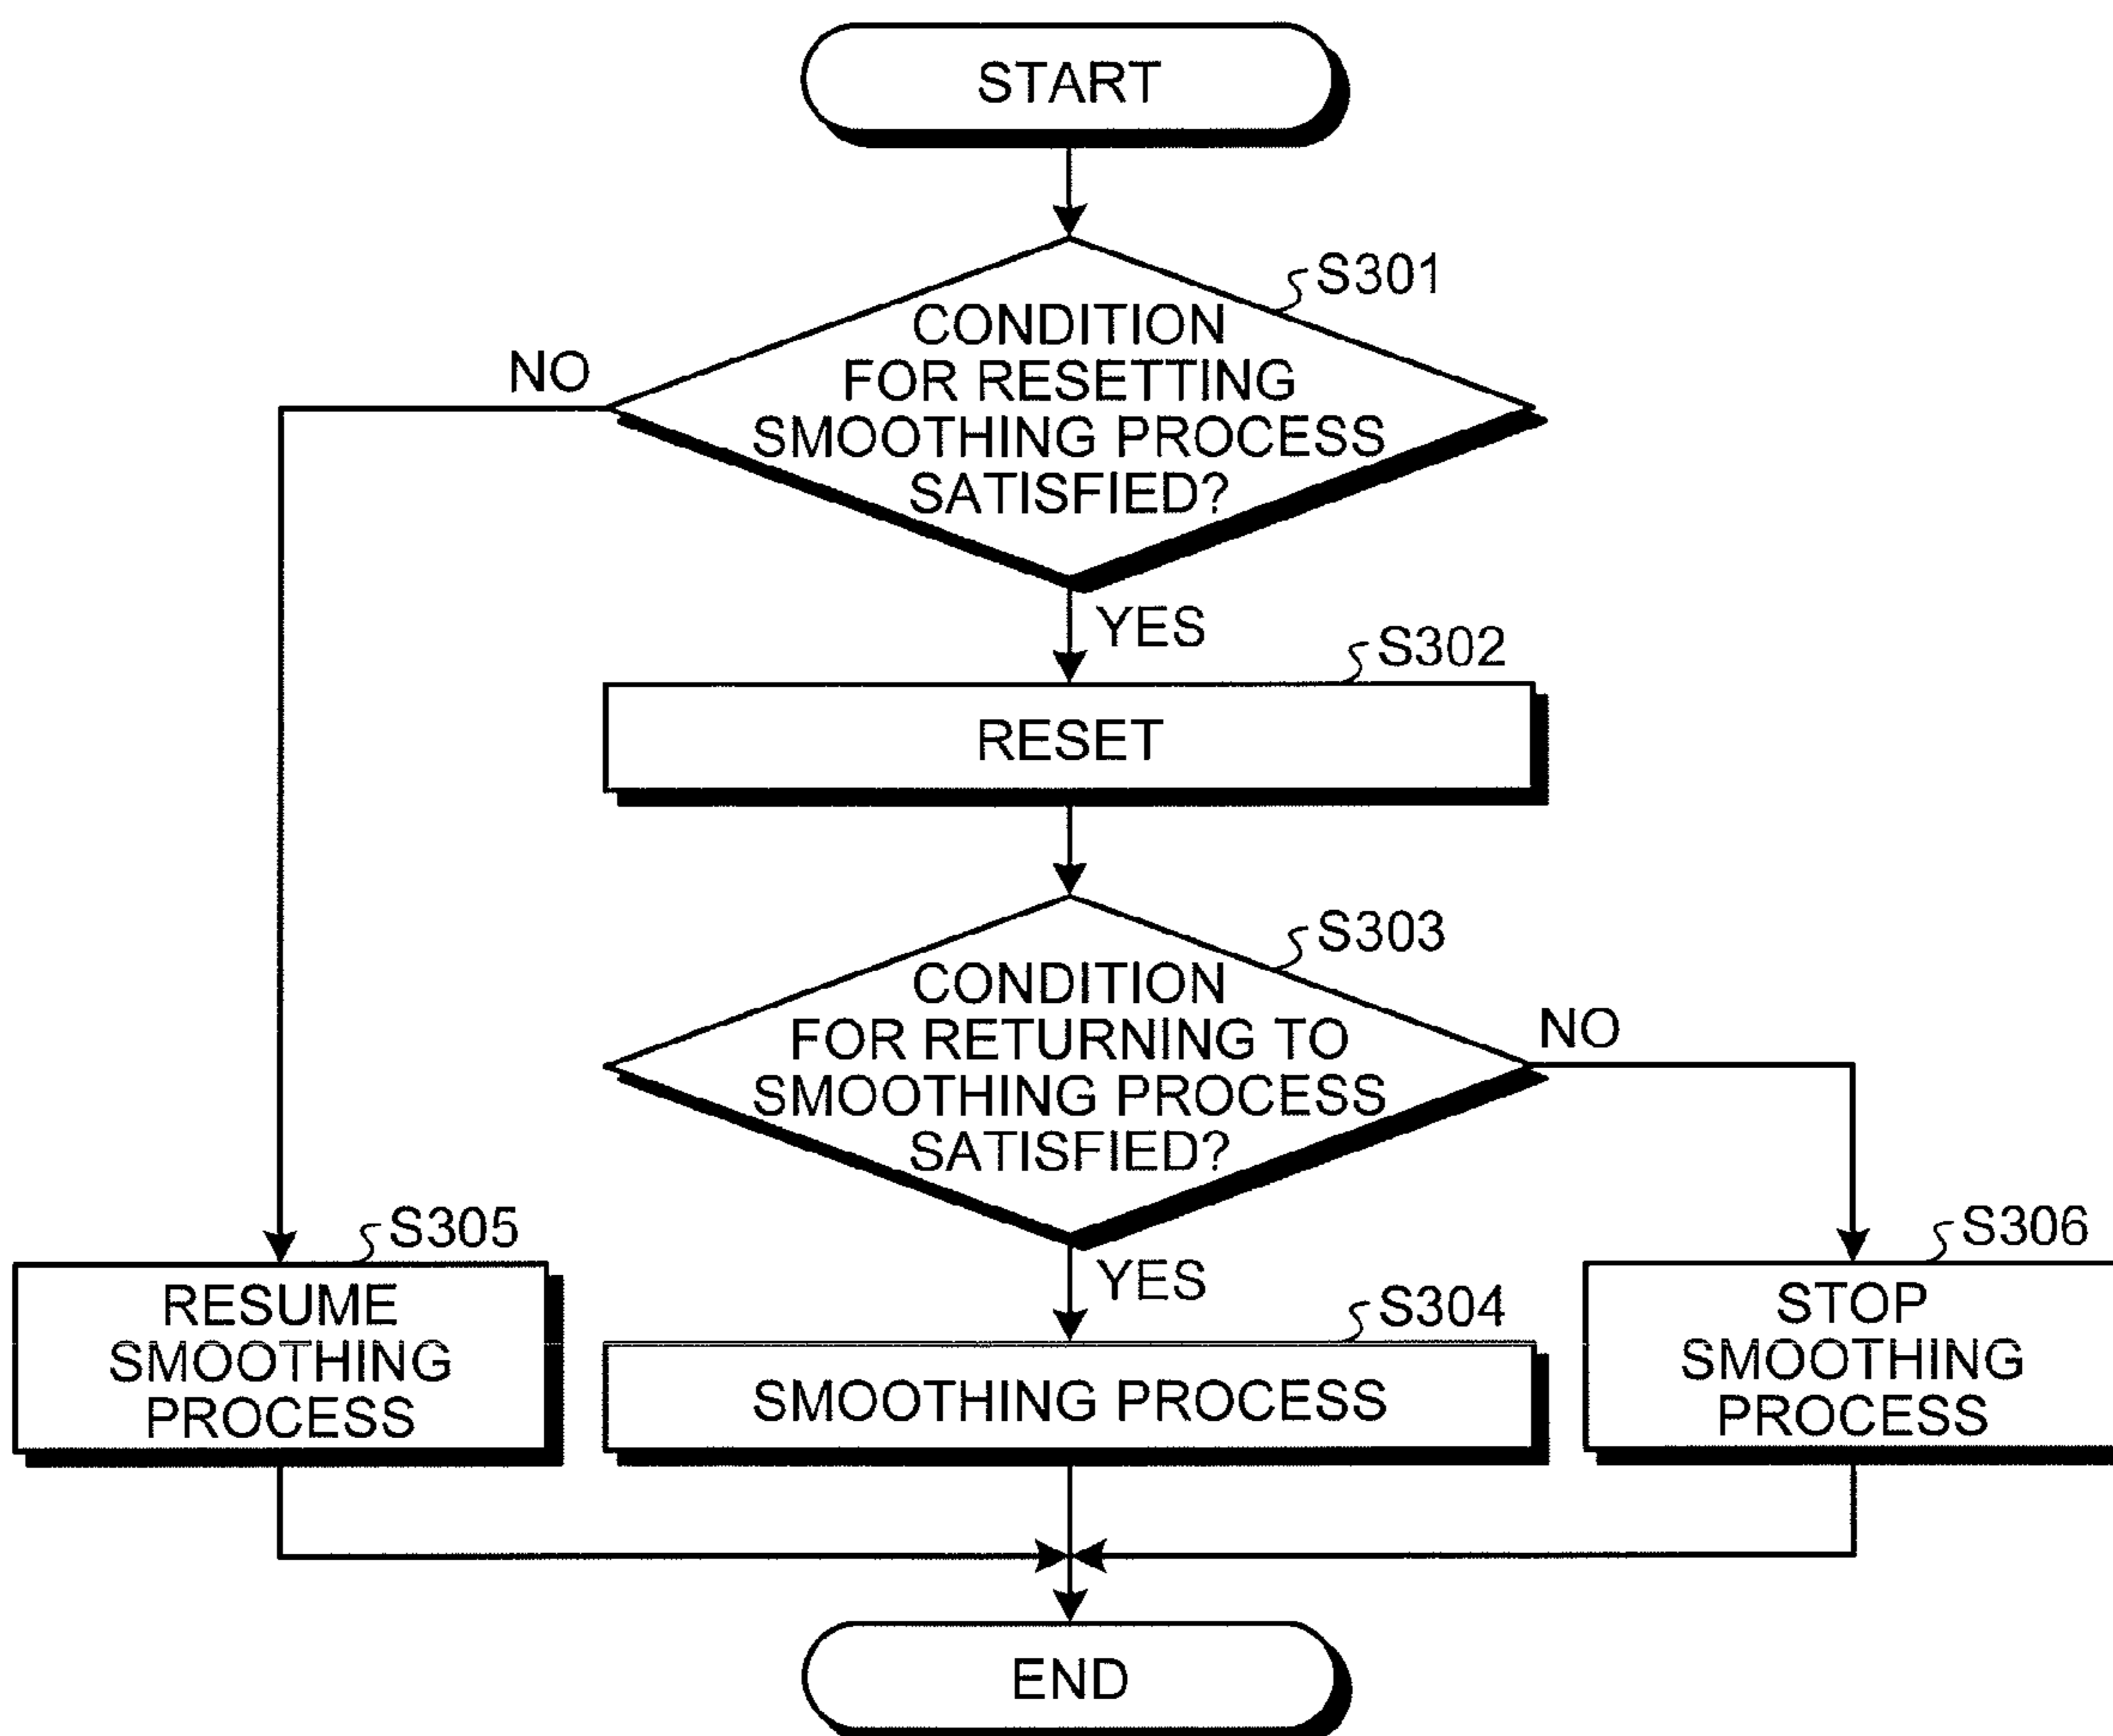 START
S301
CONDITION
FOR RESETTING
SMOOTHING PROCESS
SATISFIED?
NO
YES
S302
RESET
S303
CONDITION
FOR RETURNING TO
SMOOTHING PROCESS
SATISFIED?
NO
YES
S305
RESUME
SMOOTHING
PROCESS
S304
SMOOTHING PROCESS
S306
STOP
SMOOTHING
PROCESS
END